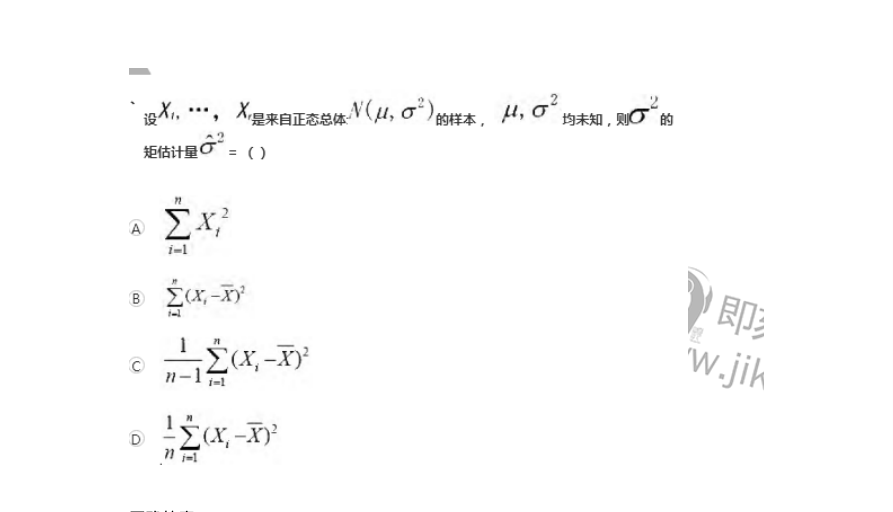 、 设X₁, ⋯, X 是来自正态总体N(μ, σ²)的样本， μ, σ² 均未知，则σ²的
矩估计量σ̂² = ( )
A ∑_{i=1}^{n} X_i²
B ∑_{i=1}^{n} (X_i − X̄)²
C 1/(n−1) ∑_{i=1}^{n} (X_i − X̄)²
D 1/n ∑_{i=1}^{n} (X_i − X̄)²
即
w.jik